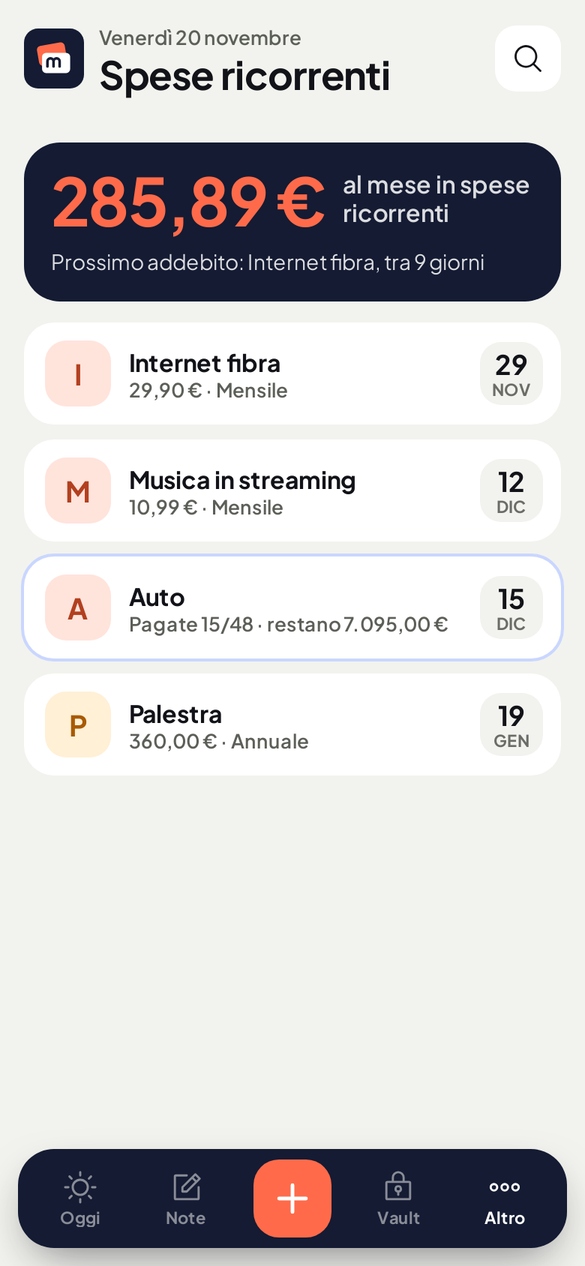 Venerdì 20 novembre
m
Spese ricorrenti
285,89 € al mese in spese
ricorrenti
Prossimo addebito: Internet fibra, tra 9 giorni
I
Internet fibra
29,90 € · Mensile
29
NOV
M
Musica in streaming
10,99 € · Mensile
12
DIC
A
Auto
Pagate 15/48 · restano 7.095,00 €
15
DIC
P
Palestra
360,00 € · Annuale
19
GEN
Oggi
Note
Vault
Altro